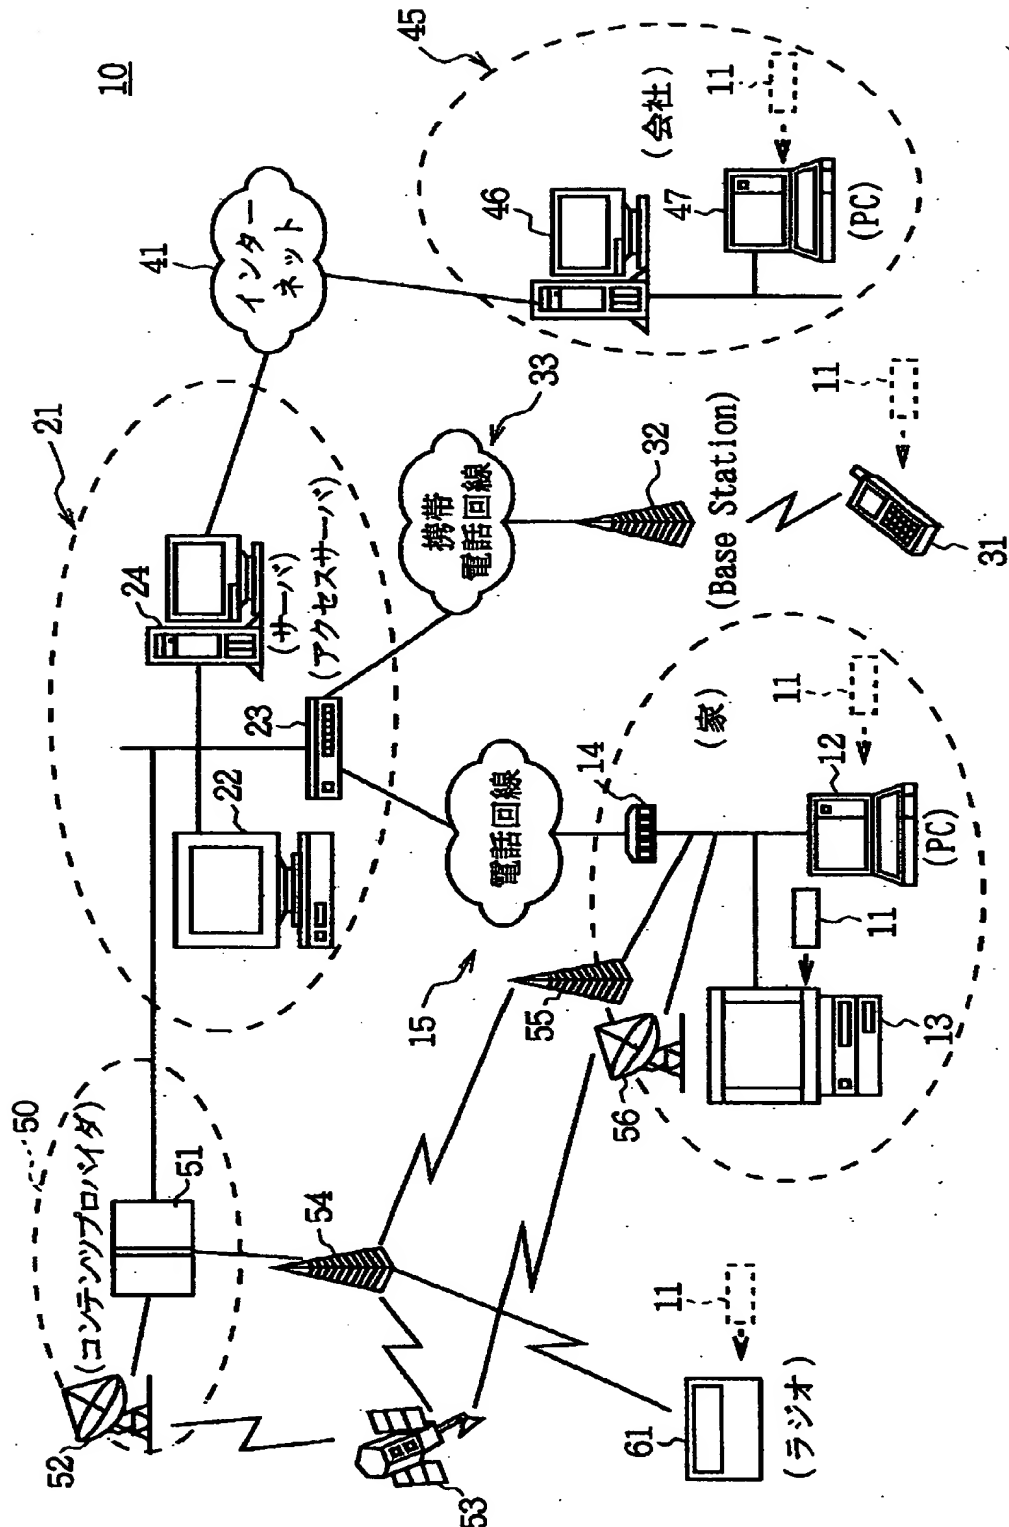 50
52
(コンテンツプロバイダ)
21
10
24
51
41
インター
ネット
22
23
(サーバ)
(アクセスサーバ)
54
45
15
携帯
電話回線
53
電話回線
46
33
55
14
56
32
61
11
(会社)
47
11
(家)
(Base Station)
(ラジオ)
11
12
11
(PC)
11
13
(PC)
31